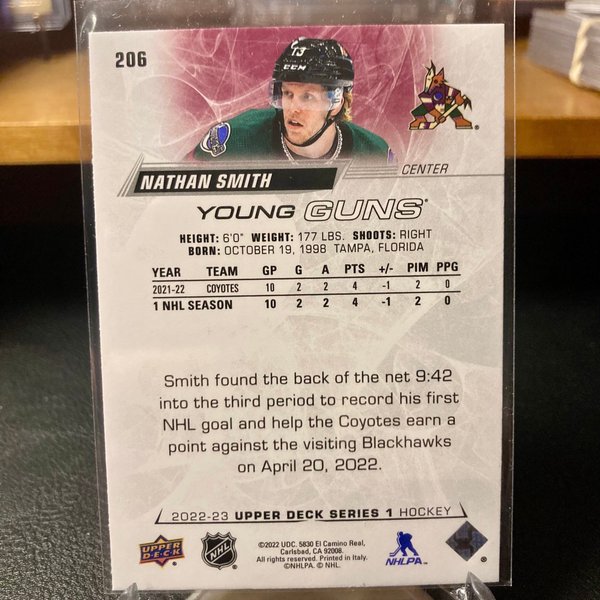 206
73
CCM
CENTER
NATHAN SMITH
YOUNG GUNS®
HEIGHT: 6'0" WEIGHT: 177 LBS. SHOOTS: RIGHT
BORN: OCTOBER 19, 1998 TAMPA, FLORIDA
YEAR TEAM GP G A PTS +/- PIM PPG
2021-22 COYOTES 10 2 2 4 -1 2 0
1 NHL SEASON 10 2 2 4 -1 2 0
Smith found the back of the net 9:42
into the third period to record his first
NHL goal and help the Coyotes earn a
point against the visiting Blackhawks
on April 20, 2022.
2022-23 UPPER DECK SERIES 1 HOCKEY
UPPER
DECK
NHL
©2022 UDC. 5830 El Camino Real,
Carlsbad, CA 92008.
All rights reserved. Printed in Italy.
©NHLPA. © NHL.
NHLPA